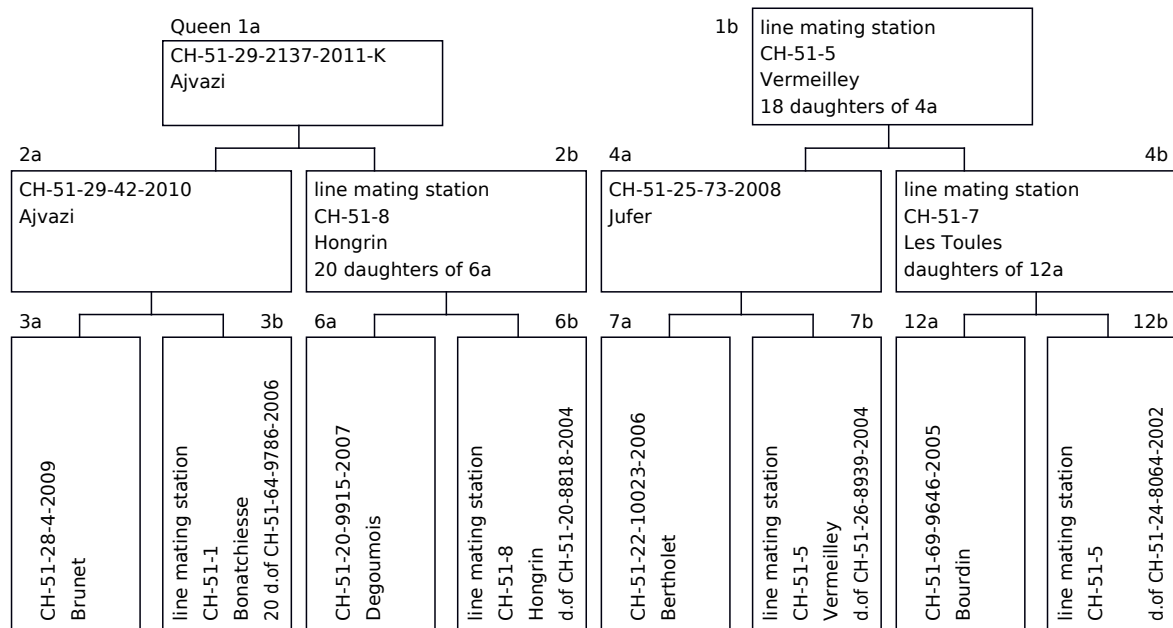 Queen 1a
CH-51-29-2137-2011-K
Ajvazi
1b
line mating station
CH-51-5
Vermeilley
18 daughters of 4a
2a
CH-51-29-42-2010
Ajvazi
2b
line mating station
CH-51-8
Hongrin
20 daughters of 6a
4a
CH-51-25-73-2008
Jufer
4b
line mating station
CH-51-7
Les Toules
daughters of 12a
3a
CH-51-28-4-2009
Brunet
3b
line mating station
CH-51-1
Bonatchiesse
20 d.of CH-51-64-9786-2006
6a
CH-51-20-9915-2007
Degoumois
6b
line mating station
CH-51-8
Hongrin
d.of CH-51-20-8818-2004
7a
CH-51-22-10023-2006
Bertholet
7b
line mating station
CH-51-5
Vermeilley
d.of CH-51-26-8939-2004
12a
CH-51-69-9646-2005
Bourdin
12b
line mating station
CH-51-5
d.of CH-51-24-8064-2002